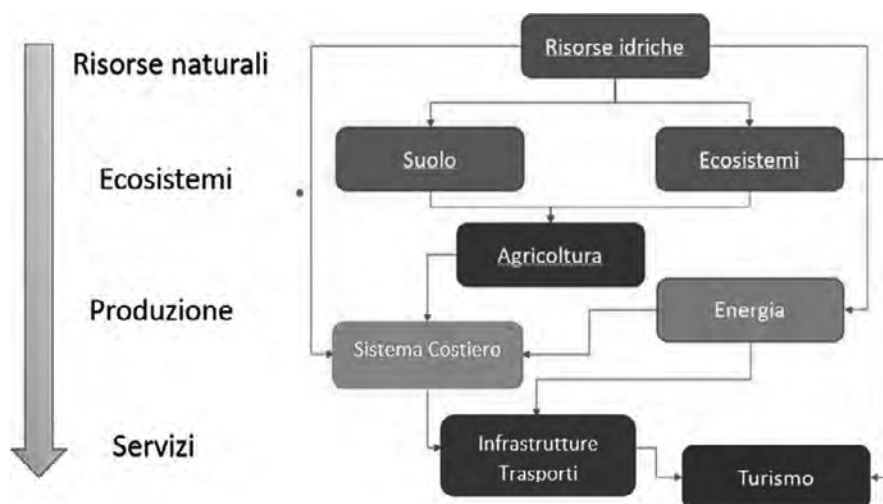 Risorse naturali
Risorse idriche
Ecosistemi
Suolo
Ecosistemi
Agricoltura
Produzione
Energia
Sistema Costiero
Servizi
Infrastrutture
Trasporti
Turismo